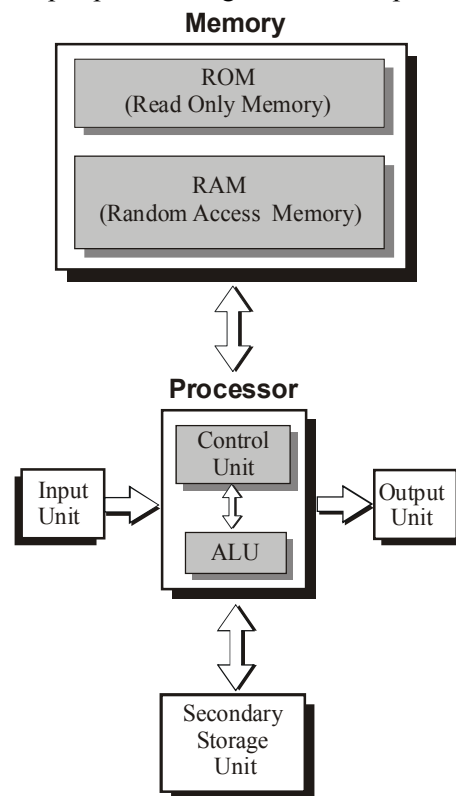 Memory
ROM
(Read Only Memory)
RAM
(Random Access Memory)
Processor
Control
Unit
Input
Unit
Output
Unit
ALU
Secondary
Storage
Unit